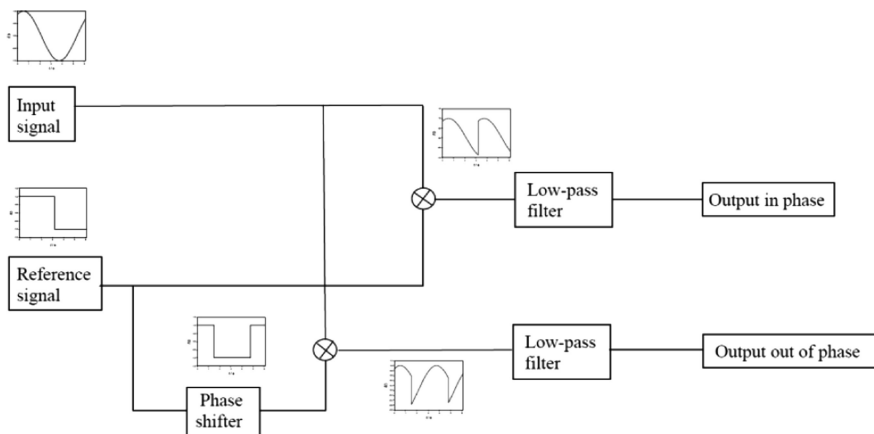 Input
signal
Low-pass
filter
Output in phase
Reference
signal
Low-pass
filter
Output out of phase
Phase
shifter